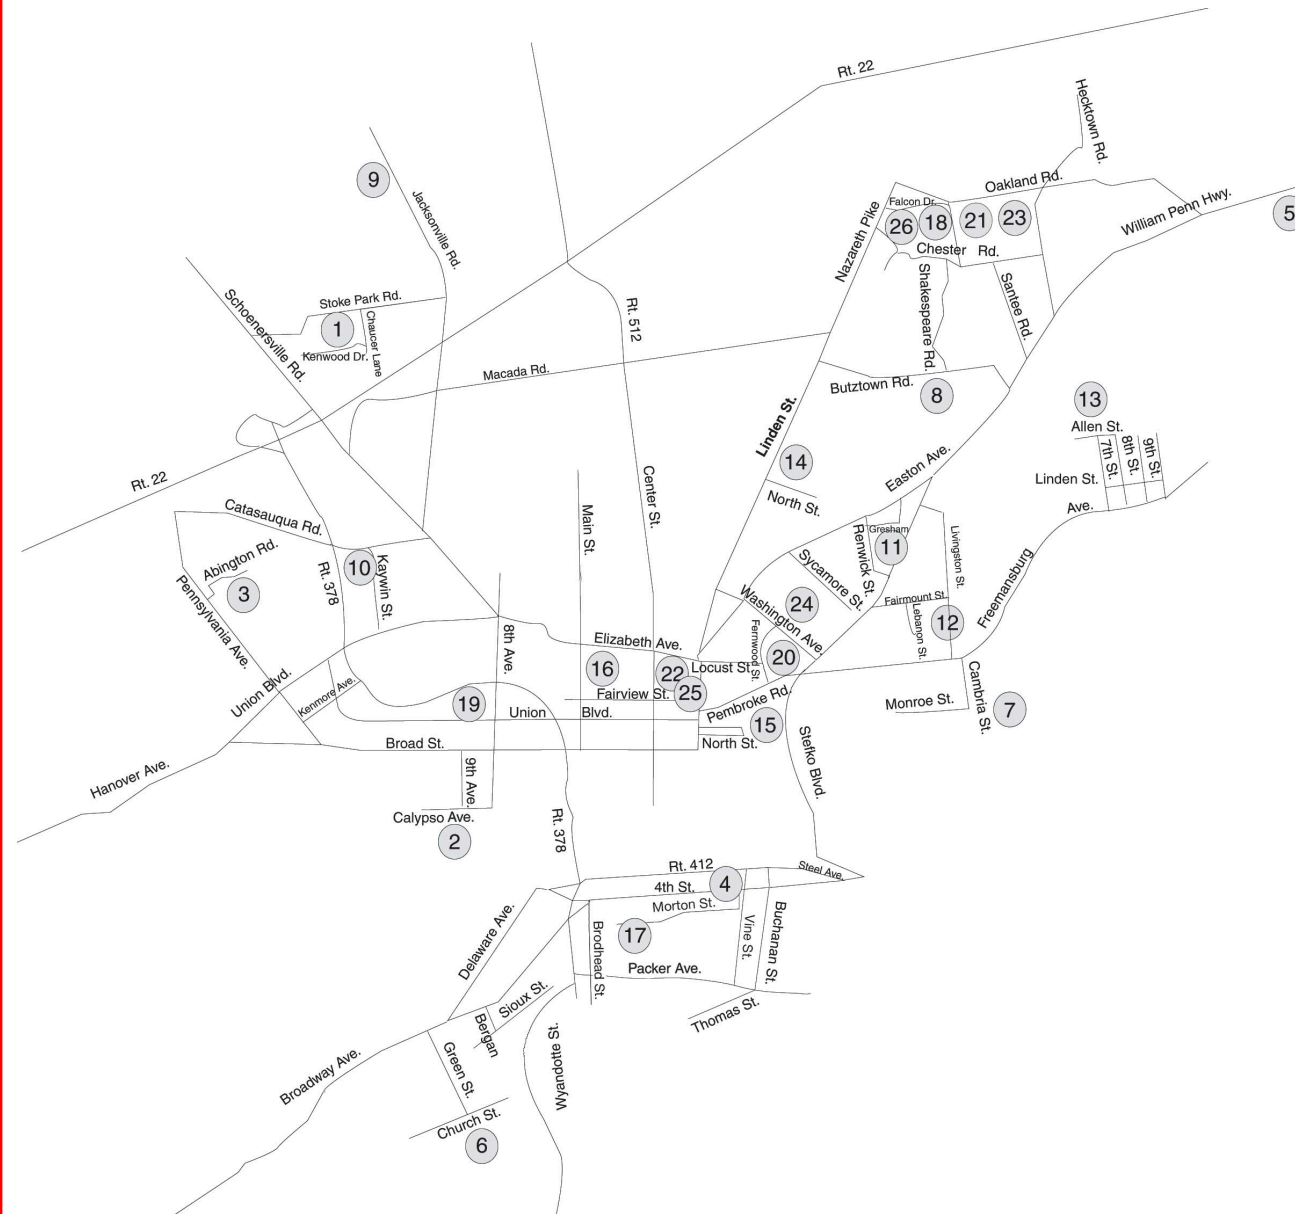 Rt. 22
Hecktown Rd.
9
Oakland Rd.
Jacksonville Rd.
William Penn Hwy.
5
Falcon Dr.
26
18
21
23
Nazareth Pike
Chester Rd.
Schoenersville Rd.
Stoke Park Rd.
1
Chaucer Lane
Kenwood Dr.
Rt. 512
Shakespeare Rd.
Santee Rd.
Macada Rd.
Butztown Rd.
8
13
Allen St.
7th St.
8th St.
9th St.
Linden St.
Linden St.
14
Easton Ave.
Rt. 22
Center St.
North St.
Ave.
Catasauqua Rd.
Main St.
Gresham
Renwick St.
11
Livingston St.
Abington Rd.
10
Kaywin St.
Rt. 378
3
Pennsylvania Ave.
Sycamore St.
Freemansburg
24
Washington Ave.
Fairmount St.
Lebanon St.
12
8th Ave.
Elizabeth Ave.
Fernwood St.
20
16
22
Locust St.
Union Blvd.
Kenmore Ave.
Fairview St.
25
19
Union Blvd.
Pembroke Rd.
15
Monroe St.
Cambria St.
7
Broad St.
North St.
Stefko Blvd.
Hanover Ave.
9th Ave.
Calypso Ave.
2
Rt. 378
Rt. 412
Steel Ave.
4th St.
4
Morton St.
17
Delaware Ave.
Brodhead St.
Vine St.
Buchanan St.
Packer Ave.
Sioux St.
Thomas St.
Bergan
Green St.
Wyandotte St.
Broadway Ave.
Church St.
6